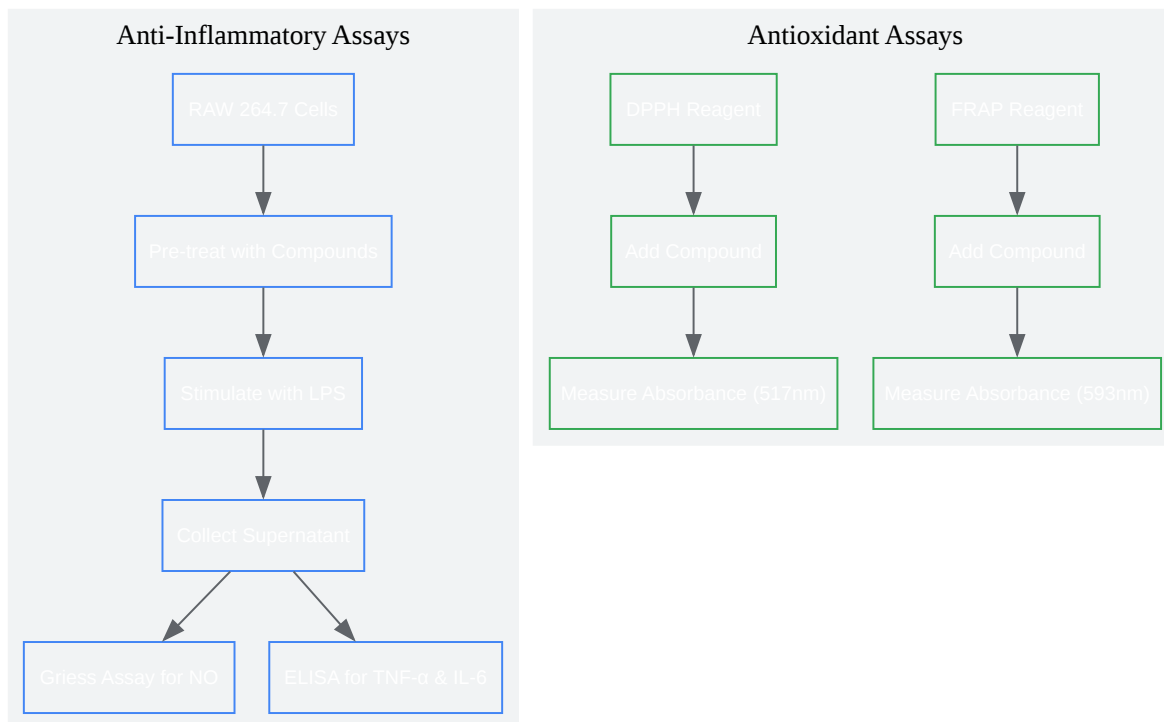 Anti-Inflammatory Assays
RAW 264.7 Cells
Pre-treat with Compounds
Stimulate with LPS
Collect Supernatant
Griess Assay for NO
ELISA for TNF-α & IL-6
Antioxidant Assays
DPPH Reagent
Add Compound
Measure Absorbance (517nm)
FRAP Reagent
Add Compound
Measure Absorbance (593nm)